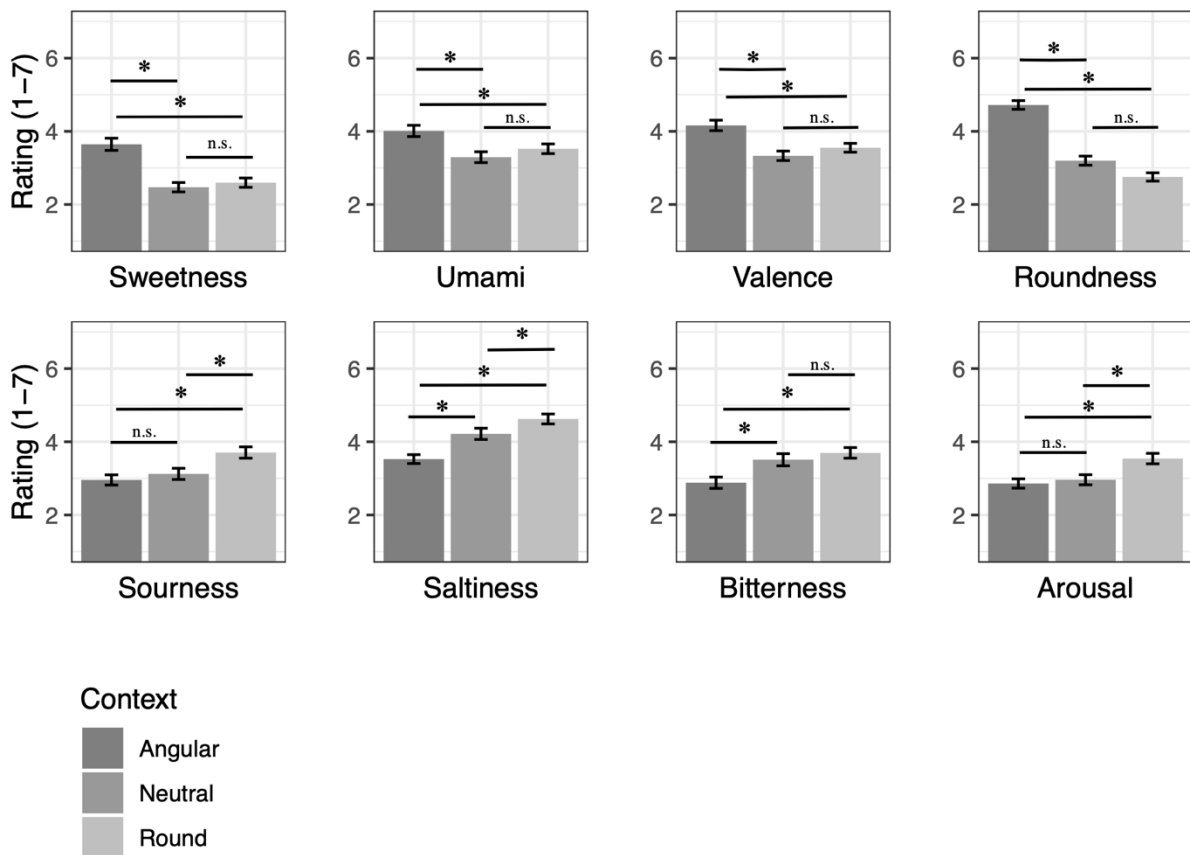 Rating (1–7)
6
4
2
*
*
n.s.
Sweetness
*
*
n.s.
Umami
*
*
n.s.
Valence
*
*
n.s.
Roundness
Rating (1–7)
6
4
2
*
*
n.s.
Sourness
*
*
*
Saltiness
n.s.
*
*
Bitterness
*
*
n.s.
Arousal
6
4
2
6
4
2
6
4
2
6
4
2
6
4
2
6
4
2
Context
Angular
Neutral
Round